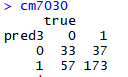 > cm7030
true
pred3 0 1
0 33 37
1 57 173